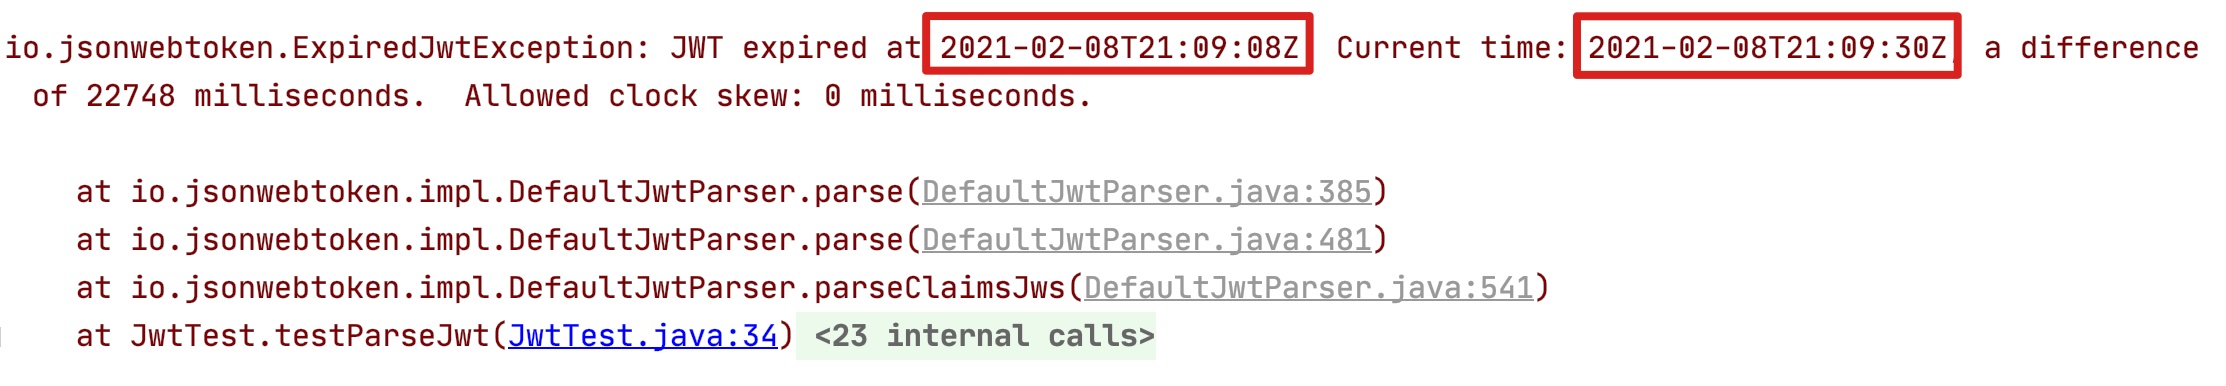 io.jsonwebtoken.ExpiredJwtException: JWT expired at 2021-02-08T21:09:08Z Current time: 2021-02-08T21:09:30Z, a difference
of 22748 milliseconds.  Allowed clock skew: 0 milliseconds.
at io.jsonwebtoken.impl.DefaultJwtParser.parse(DefaultJwtParser.java:385)
at io.jsonwebtoken.impl.DefaultJwtParser.parse(DefaultJwtParser.java:481)
at io.jsonwebtoken.impl.DefaultJwtParser.parseClaimsJws(DefaultJwtParser.java:541)
at JwtTest.testParseJwt(JwtTest.java:34) <23 internal calls>